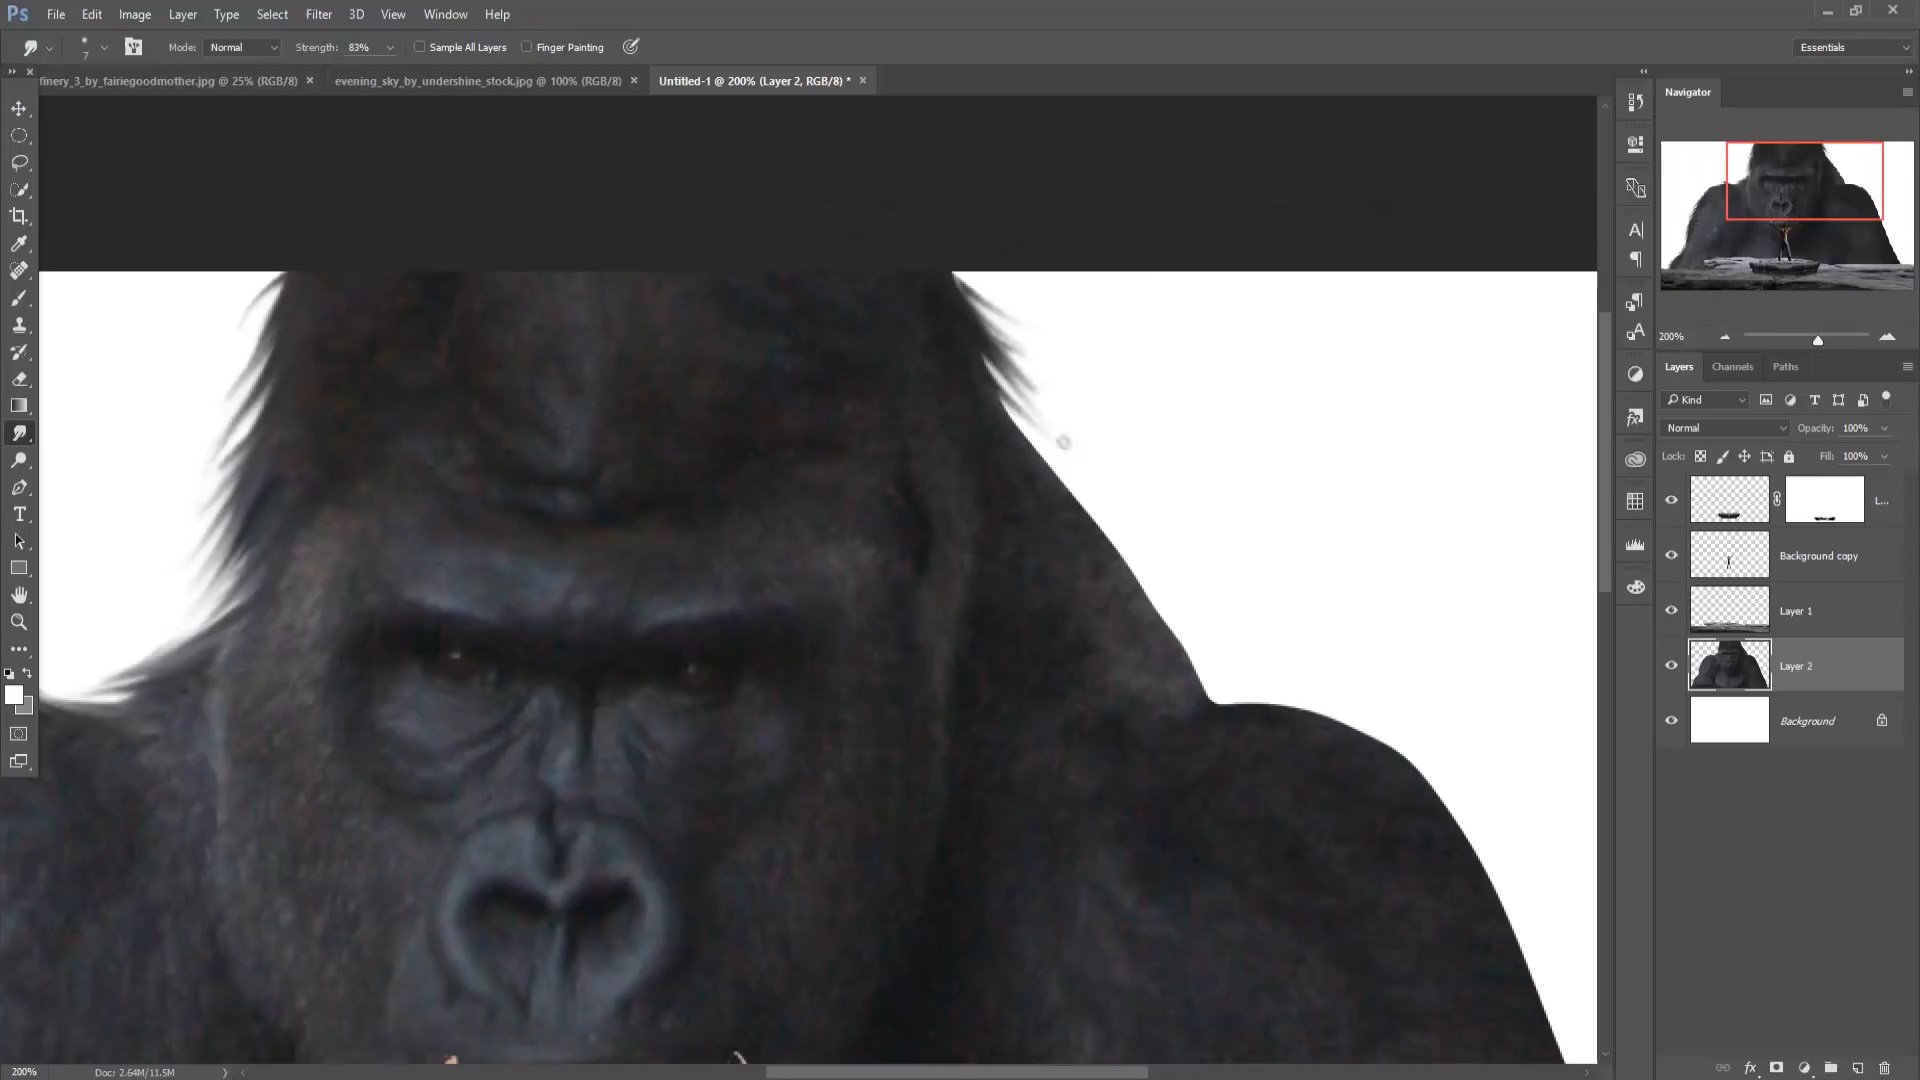 Ps File Edit Image Layer Type Select Filter 3D View Window Help
7 Mode: Normal Strength: 83% Sample All Layers Finger Painting Essentials
finery_3_by_fairiegoodmother.jpg @ 25% (RGB/8) × evening_sky_by_undershine_stock.jpg @ 100% (RGB/8) × Untitled-1 @ 200% (Layer 2, RGB/8) * ×
Navigator
200%
Layers Channels Paths
Kind
Normal Opacity: 100%
Lock: Fill: 100%
L...
Background copy
Layer 1
Layer 2
Background
200% Doc: 2.64M/11.5M